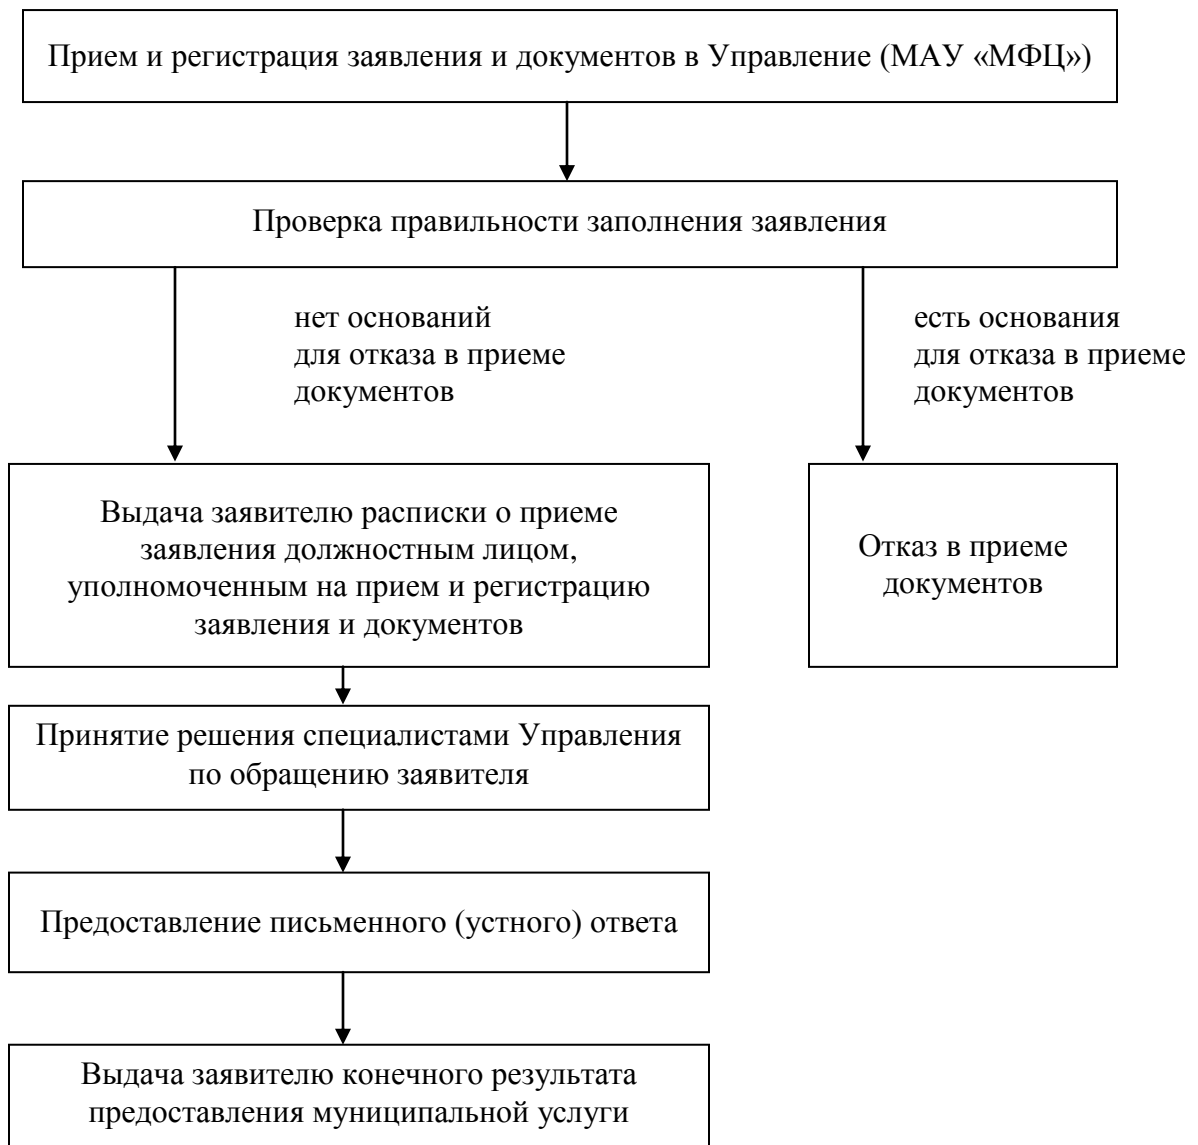 Прием и регистрация заявления и документов в Управление (МАУ «МФЦ»)
Проверка правильности заполнения заявления
нет оснований
для отказа в приеме
документов
есть основания
для отказа в приеме
документов
Выдача заявителю расписки о приеме
заявления должностным лицом,
уполномоченным на прием и регистрацию
заявления и документов
Отказ в приеме
документов
Принятие решения специалистами Управления
по обращению заявителя
Предоставление письменного (устного) ответа
Выдача заявителю конечного результата
предоставления муниципальной услуги